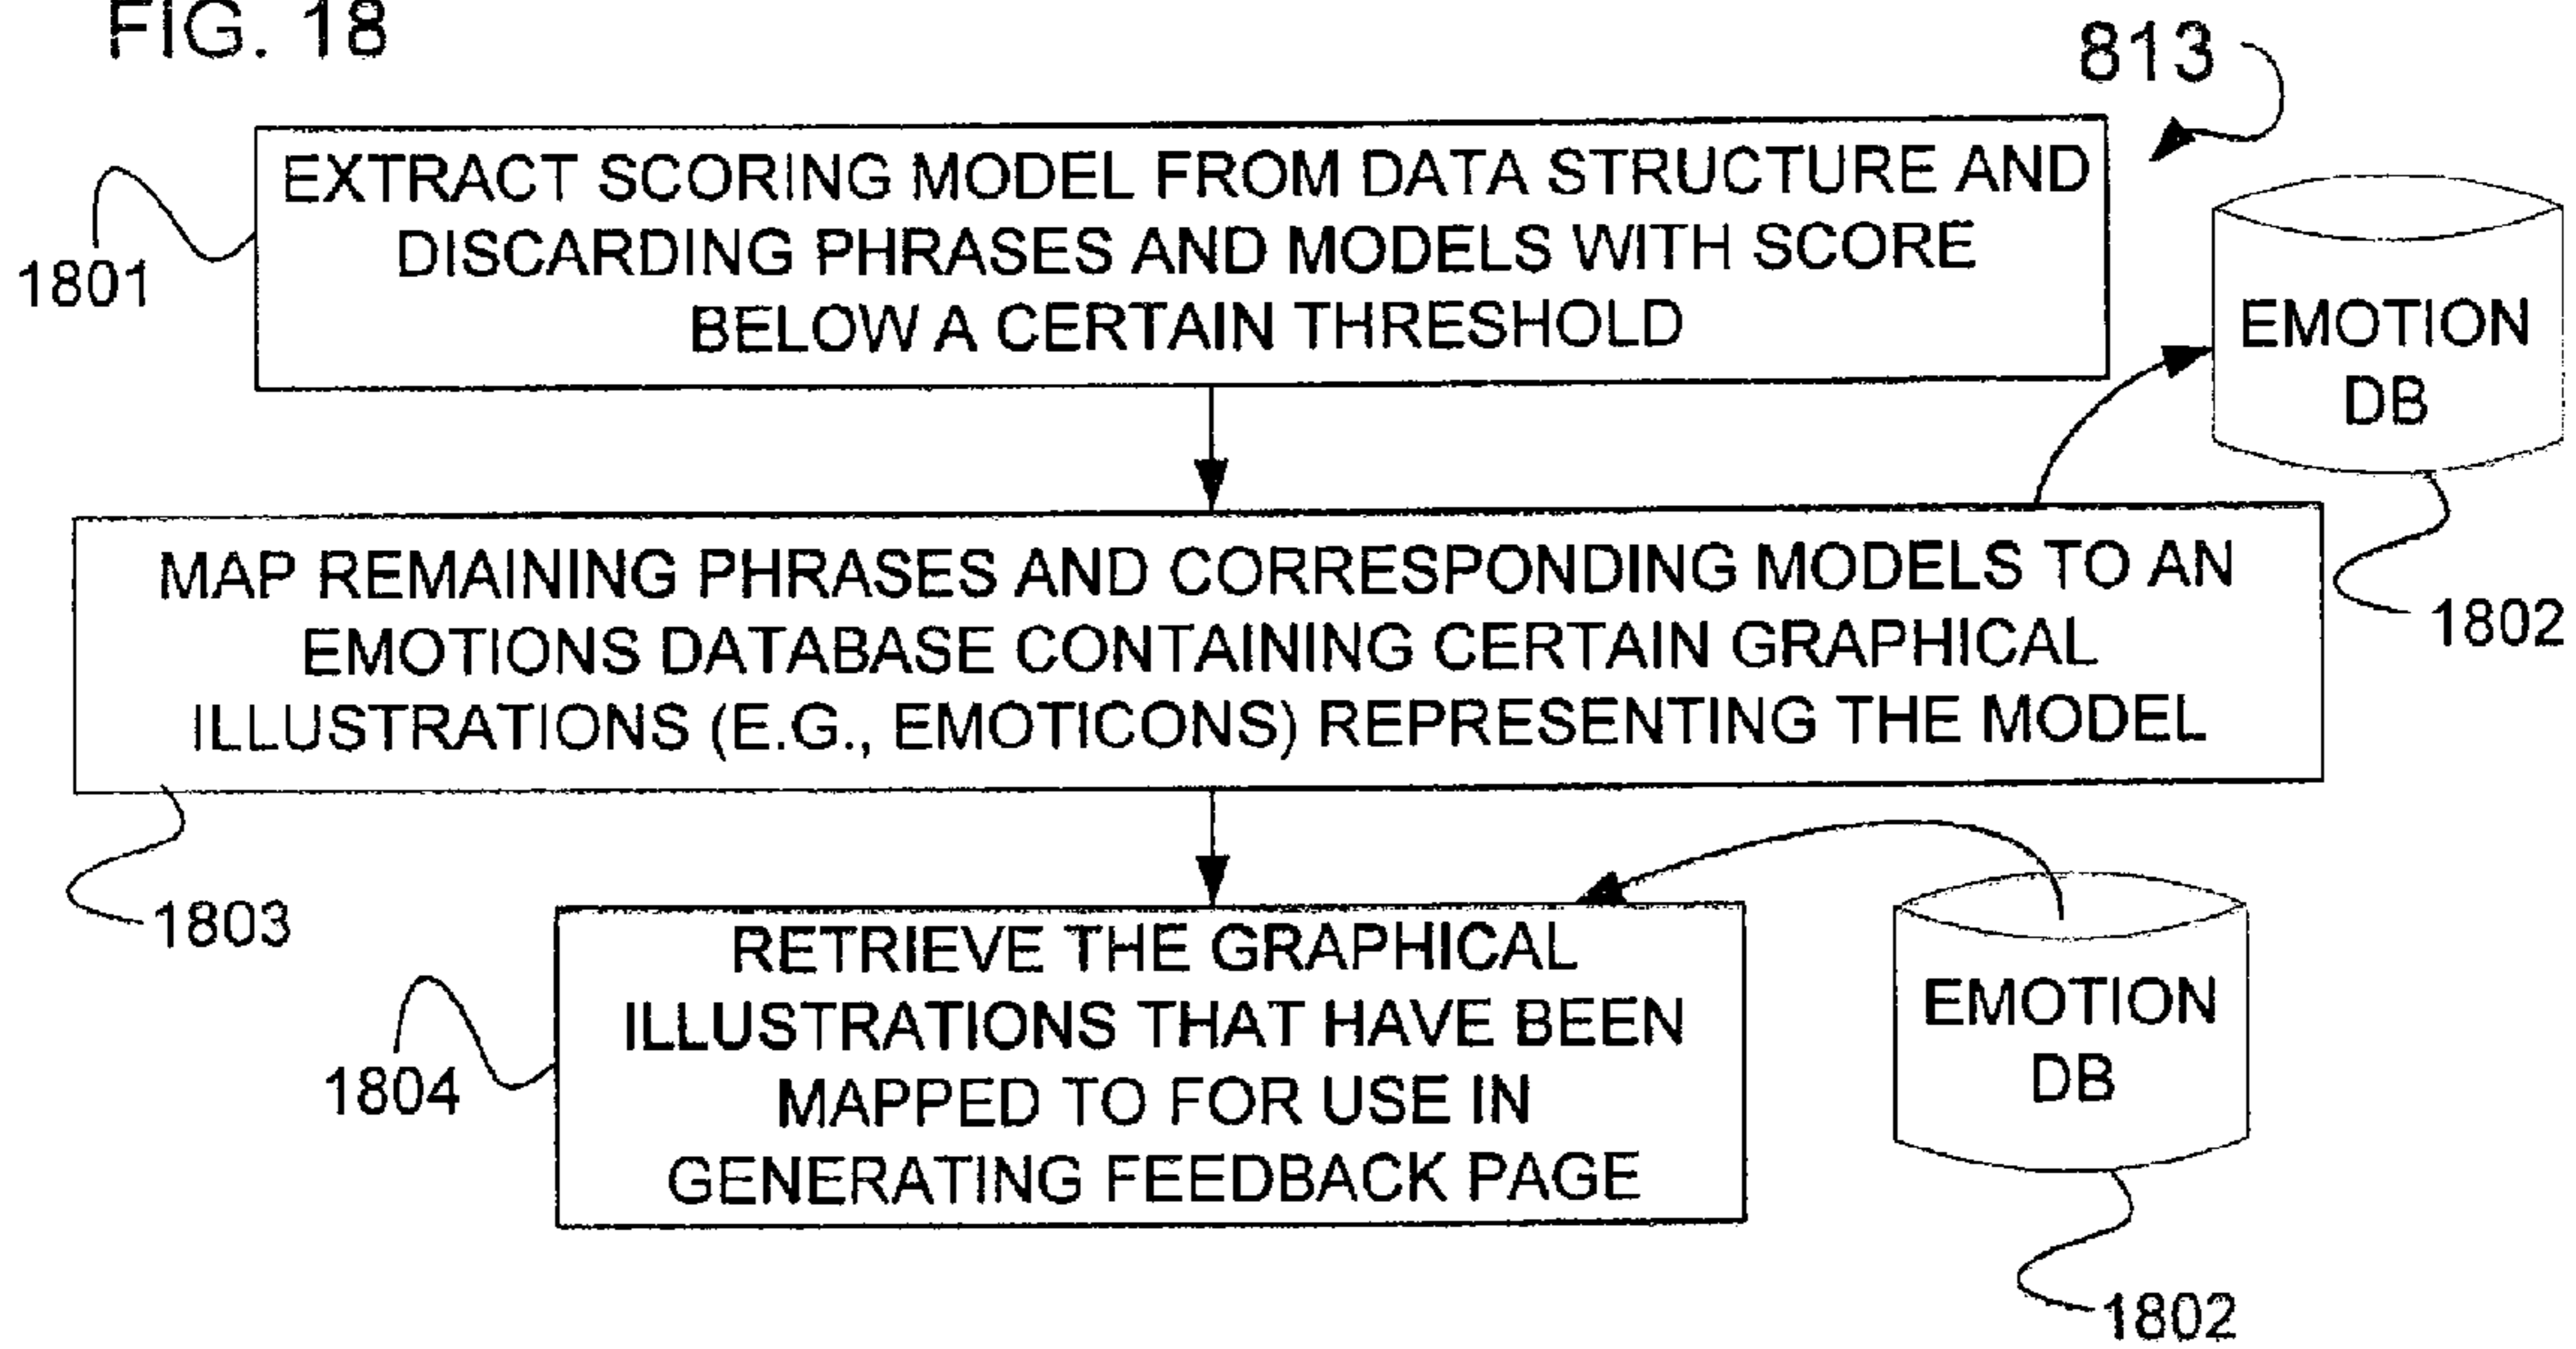 FIG. 18
813
EXTRACT SCORING MODEL FROM DATA STRUCTURE AND
DISCARDING PHRASES AND MODELS WITH SCORE
BELOW A CERTAIN THRESHOLD
1801
EMOTION
DB
1802
MAP REMAINING PHRASES AND CORRESPONDING MODELS TO AN
EMOTIONS DATABASE CONTAINING CERTAIN GRAPHICAL
ILLUSTRATIONS (E.G., EMOTICONS) REPRESENTING THE MODEL
1803
RETRIEVE THE GRAPHICAL
ILLUSTRATIONS THAT HAVE BEEN
MAPPED TO FOR USE IN
GENERATING FEEDBACK PAGE
1804
EMOTION
DB
1802